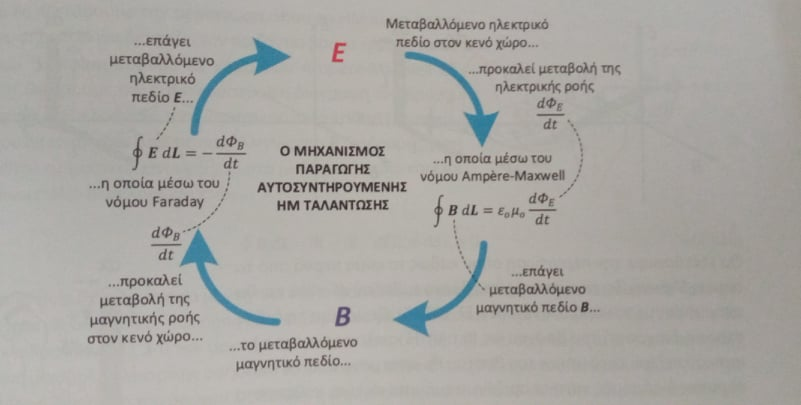 E
Μεταβαλλόμενο ηλεκτρικό
πεδίο στον κενό χώρο...
...προκαλεί μεταβολή της
ηλεκτρικής ροής
dΦ_E
dt
...η οποία μέσω του
νόμου Ampère-Maxwell
∮ B dL = ε_o μ_o dΦ_E/dt
...επάγει
μεταβαλλόμενο
μαγνητικό πεδίο B...
B
...το μεταβαλλόμενο
μαγνητικό πεδίο...
...προκαλεί
μεταβολή της
μαγνητικής ροής
στον κενό χώρο...
dΦ_B
dt
...η οποία μέσω του
νόμου Faraday
∮ E dL = − dΦ_B/dt
...επάγει
μεταβαλλόμενο
ηλεκτρικό
πεδίο E...
Ο ΜΗΧΑΝΙΣΜΟΣ
ΠΑΡΑΓΩΓΗΣ
ΑΥΤΟΣΥΝΤΗΡΟΥΜΕΝΗΣ
ΗΜ ΤΑΛΑΝΤΩΣΗΣ